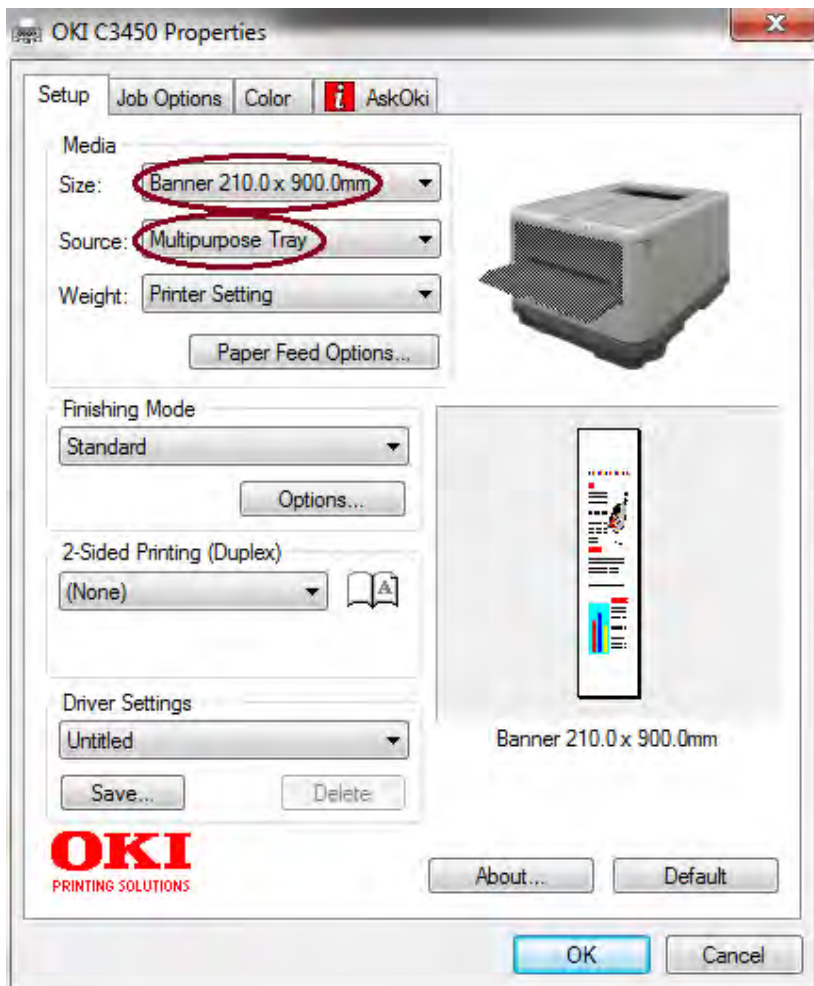 OKI C3450 Properties
X
Setup Job Options Color i AskOki
Media
Size: Banner 210.0 x 900.0mm
Source: Multipurpose Tray
Weight: Printer Setting
Paper Feed Options...
Finishing Mode
Standard
Options...
2-Sided Printing (Duplex)
(None)
A
Driver Settings
Untitled
Banner 210.0 x 900.0mm
Save... Delete
OKI
PRINTING SOLUTIONS
About... Default
OK Cancel